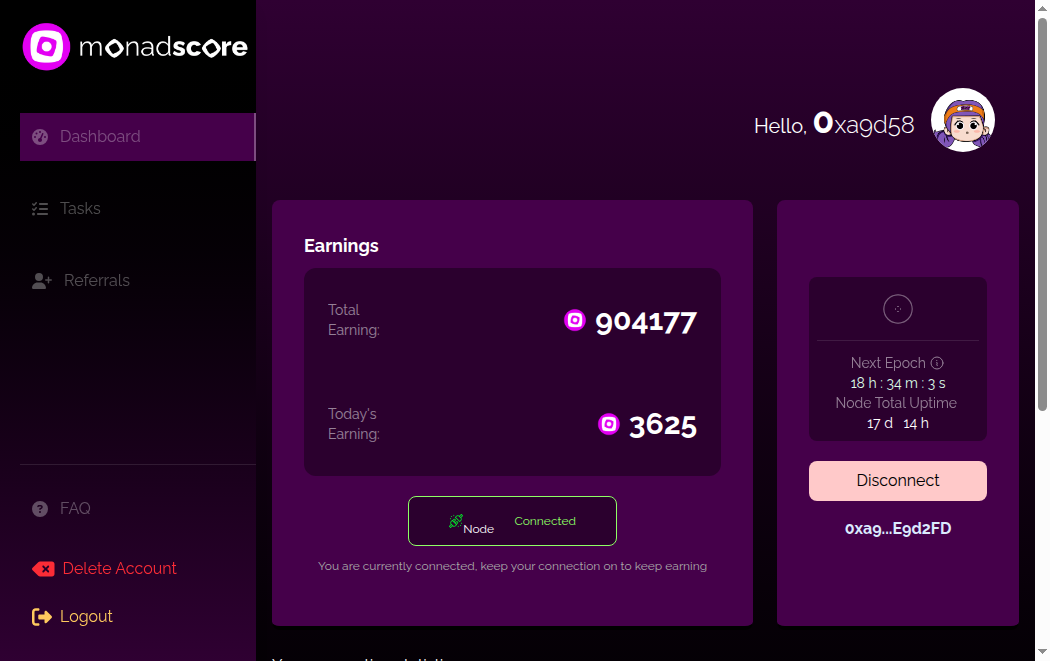 monadscore
Dashboard
Tasks
Referrals
FAQ
Delete Account
Logout
Hello, 0xa9d58
Earnings
Total
Earning:
904177
Today's
Earning:
3625
Node
Connected
You are currently connected, keep your connection on to keep earning
Next Epoch
18 h : 34 m : 3 s
Node Total Uptime
17 d 14 h
Disconnect
0xa9...E9d2FD